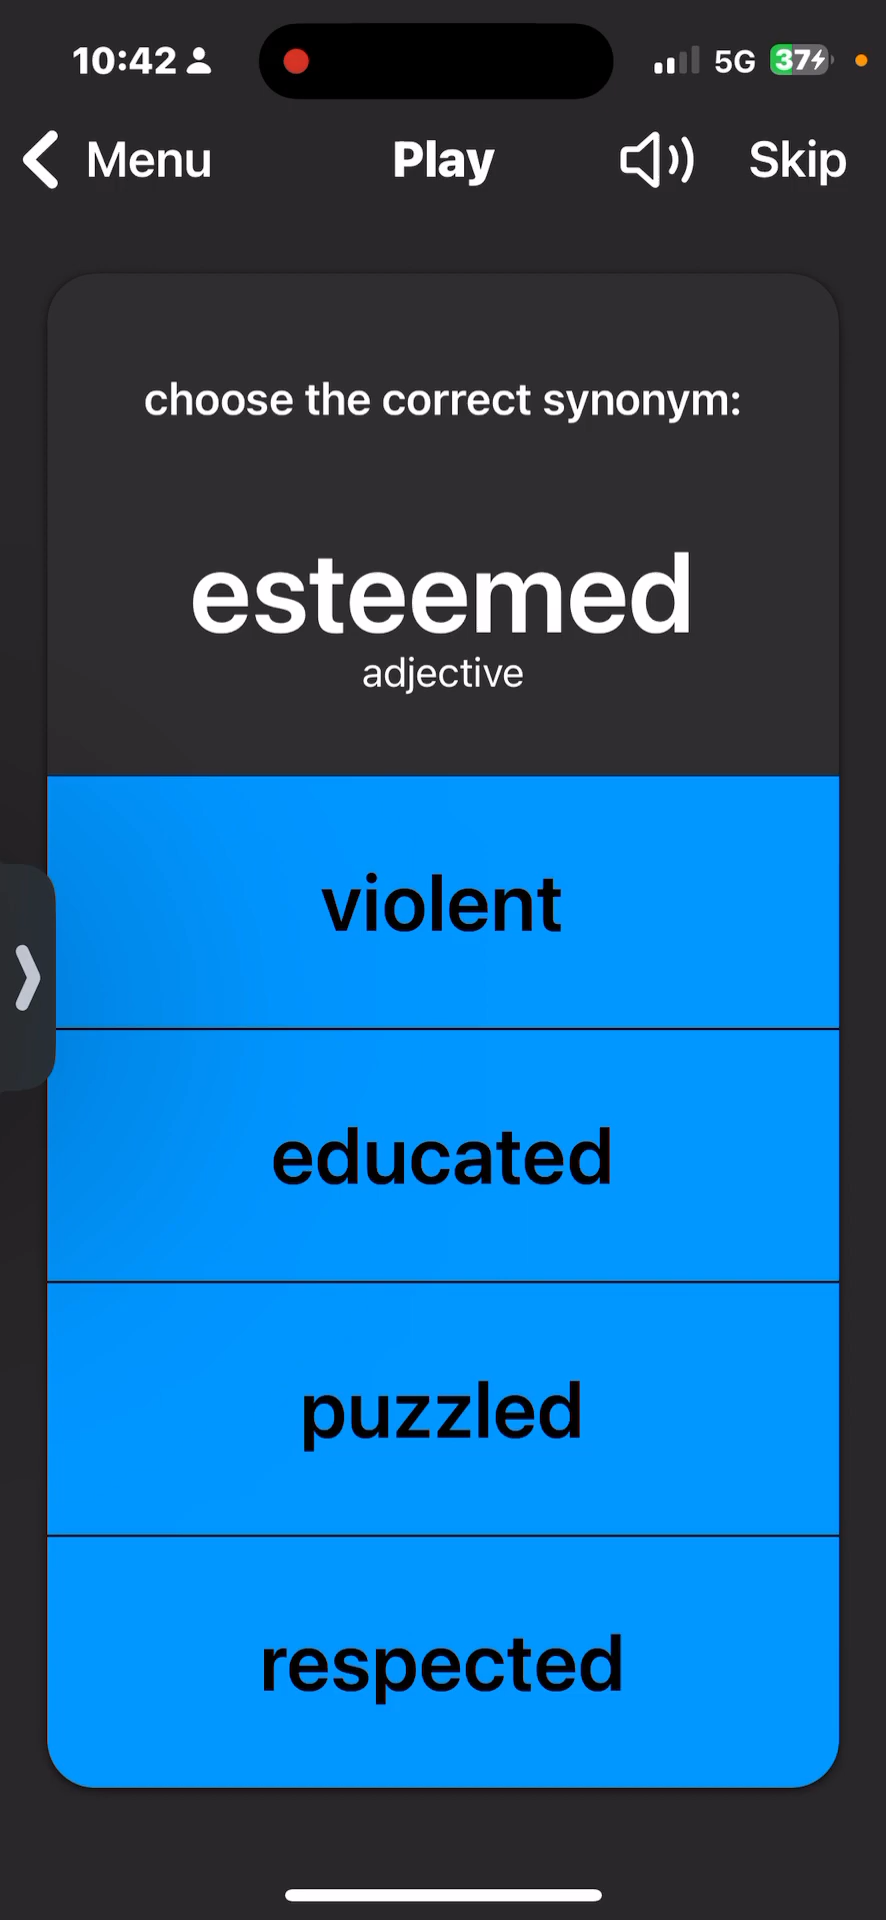 10:42 5G 37
Menu Play Skip
choose the correct synonym:
esteemed
adjective
violent
educated
puzzled
respected